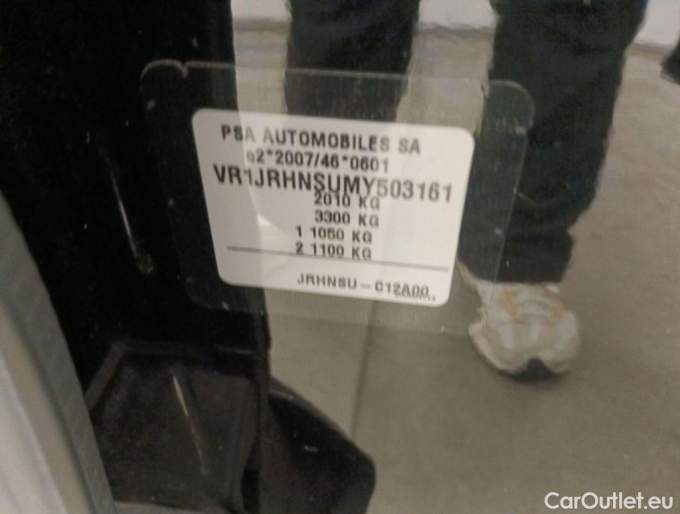 PSA AUTOMOBILES SA
e2*2007/46*0601
VR1JRHNSUMY503161
2010 KG
3300 KG
1 1050 KG
2 1100 KG
JRHNSU - C12A00
CarOutlet.eu